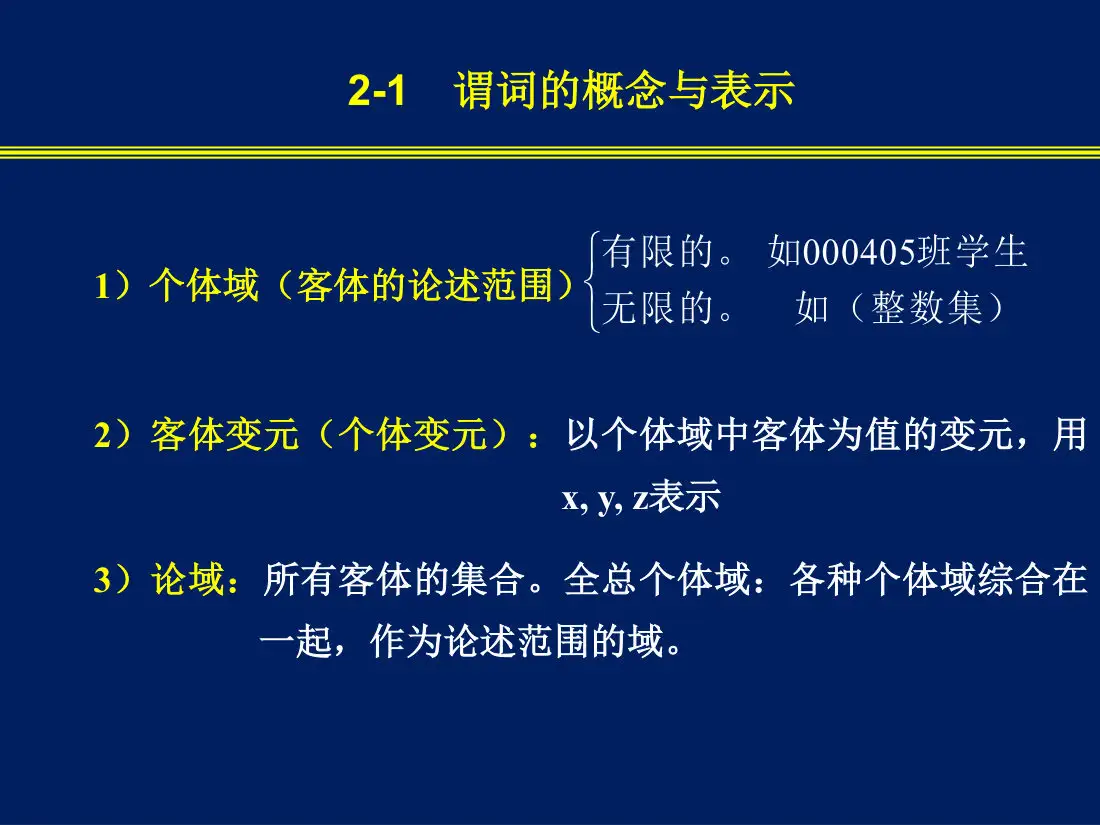 2-1 谓词的概念与表示
1）个体域（客体的论述范围）
有限的。 如000405班学生
无限的。 如（整数集）
2）客体变元（个体变元）：以个体域中客体为值的变元，用
x, y, z表示
3）论域：所有客体的集合。全总个体域：各种个体域综合在
一起，作为论述范围的域。